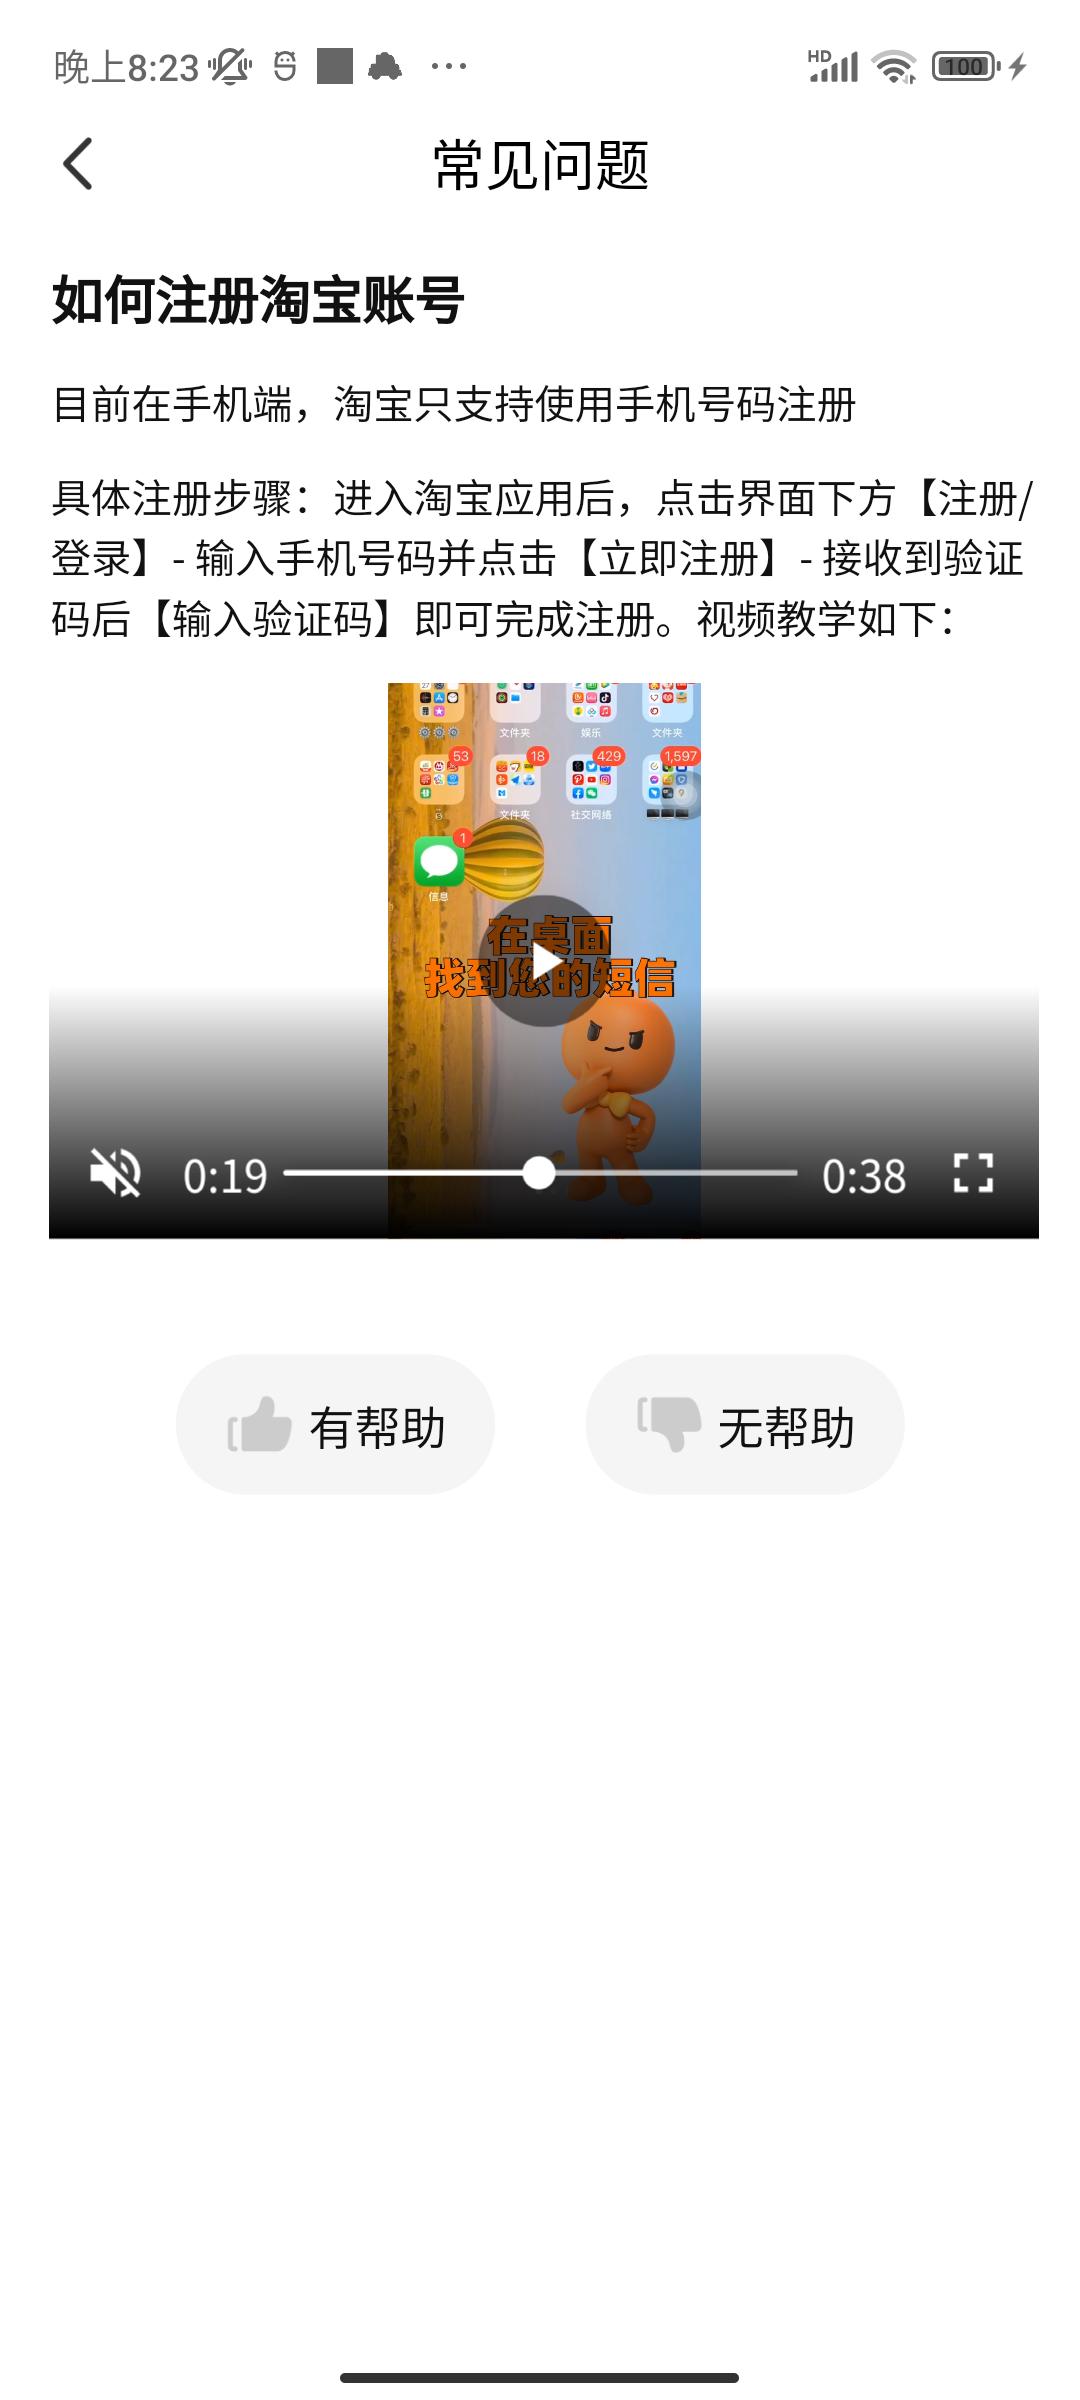 晚上8:23
HD
100
常见问题
如何注册淘宝账号
目前在手机端，淘宝只支持使用手机号码注册
具体注册步骤：进入淘宝应用后，点击界面下方【注册/
登录】- 输入手机号码并点击【立即注册】- 接收到验证
码后【输入验证码】即可完成注册。视频教学如下：
27
文件夹
娱乐
文件夹
53
18
429
1,597
文件夹
社交网络
1
信息
在桌面
找到您的短信
0:19
0:38
有帮助
无帮助